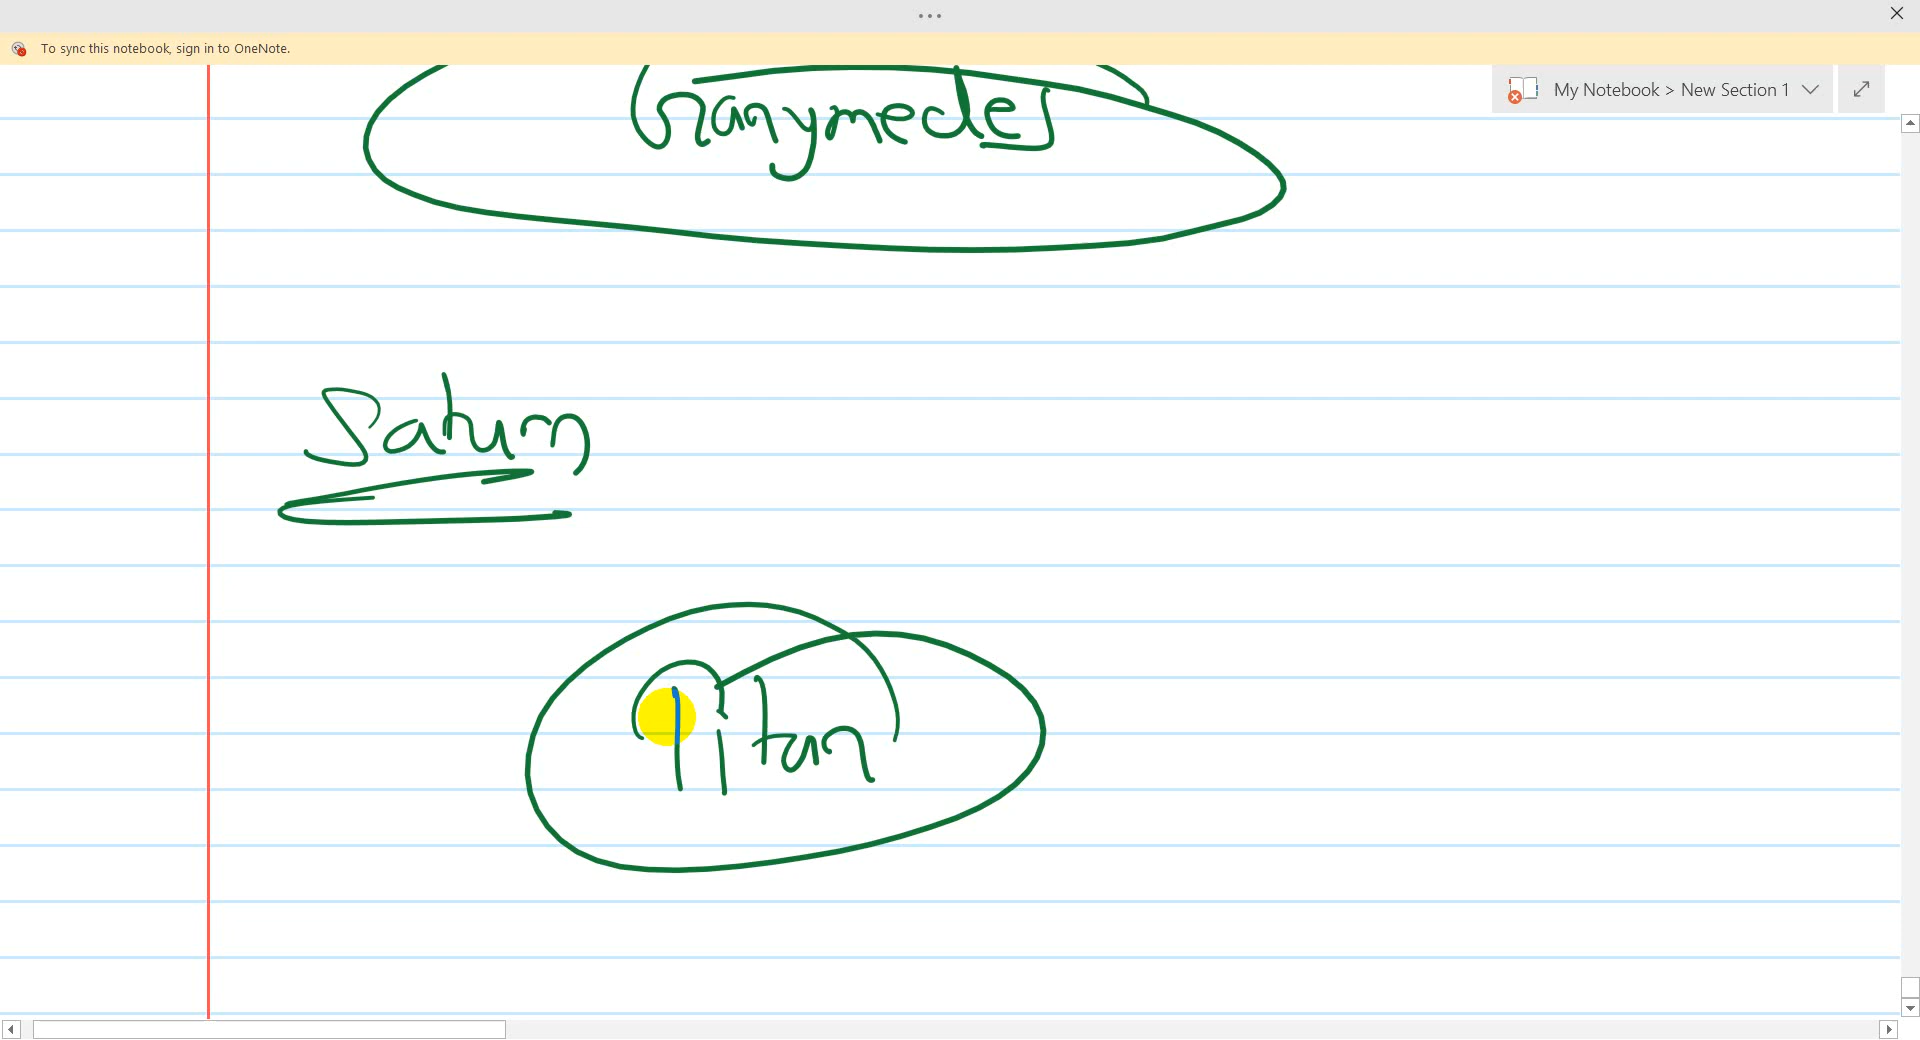 To sync this notebook, sign in to OneNote.
My Notebook > New Section 1
Ganymedes
Saturn
Titan